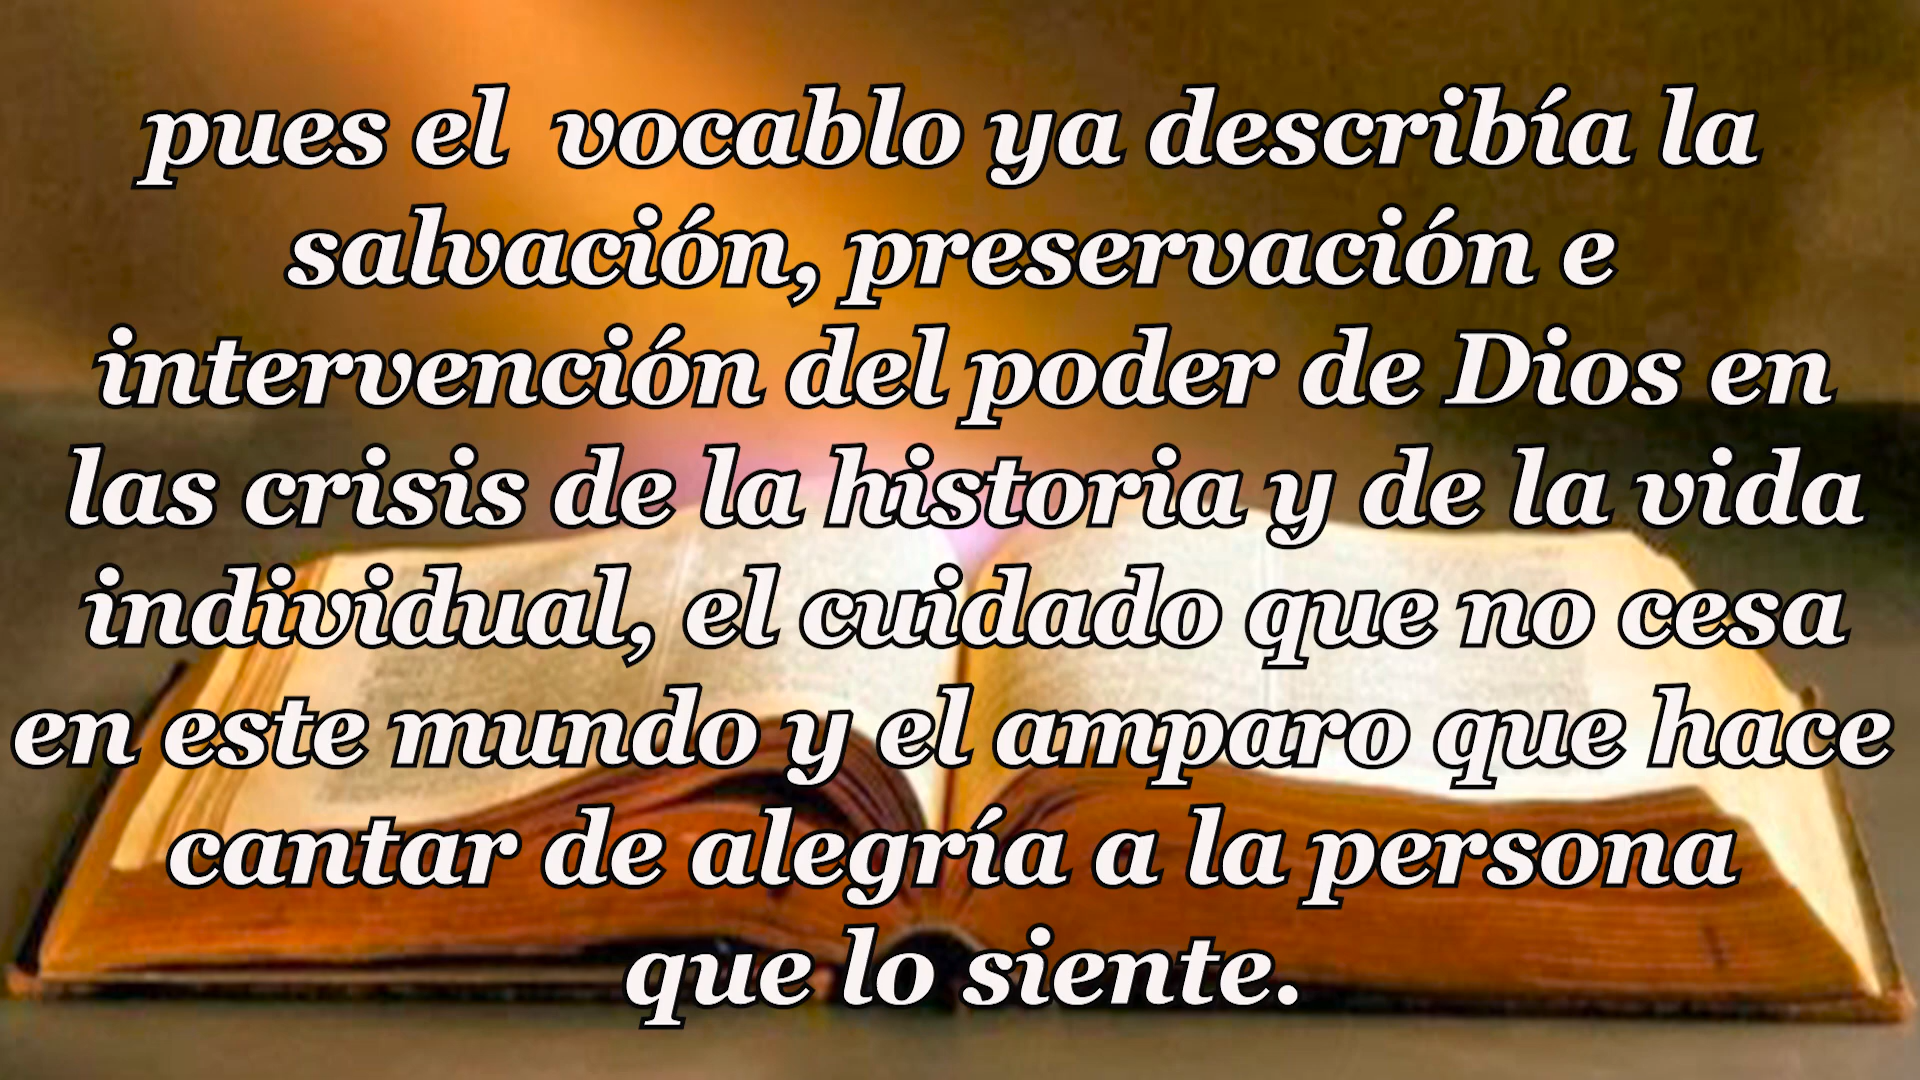 pues el  vocablo ya describía la
salvación, preservación e
intervención del poder de Dios en
las crisis de la historia y de la vida
individual, el cuidado que no cesa
en este mundo y el amparo que hace
cantar de alegría a la persona
que lo siente.